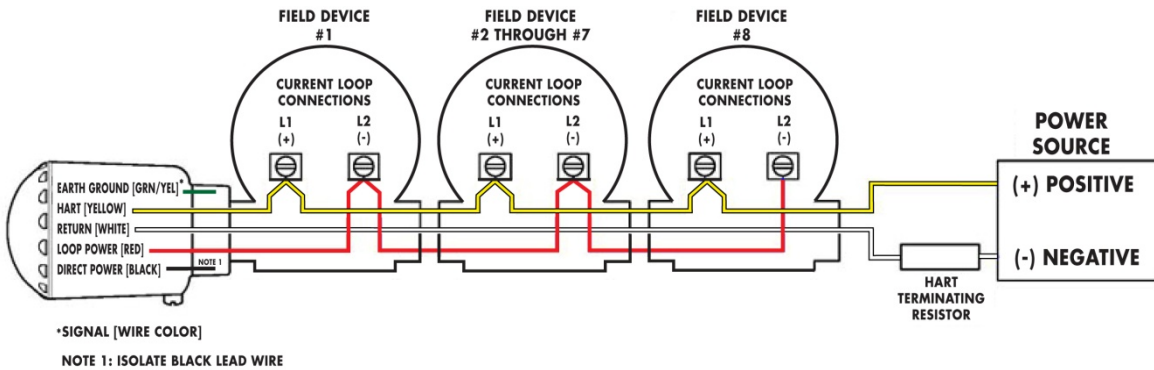 FIELD DEVICE
#1
FIELD DEVICE
#2 THROUGH #7
FIELD DEVICE
#8
CURRENT LOOP
CONNECTIONS
L1
(+)
L2
(-)
CURRENT LOOP
CONNECTIONS
L1
(+)
L2
(-)
CURRENT LOOP
CONNECTIONS
L1
(+)
L2
(-)
POWER
SOURCE
(+) POSITIVE
(-) NEGATIVE
EARTH GROUND [GRN/YEL]*
HART [YELLOW]
RETURN [WHITE]
LOOP POWER [RED]
DIRECT POWER [BLACK]
NOTE 1
HART
TERMINATING
RESISTOR
*SIGNAL [WIRE COLOR]
NOTE 1: ISOLATE BLACK LEAD WIRE